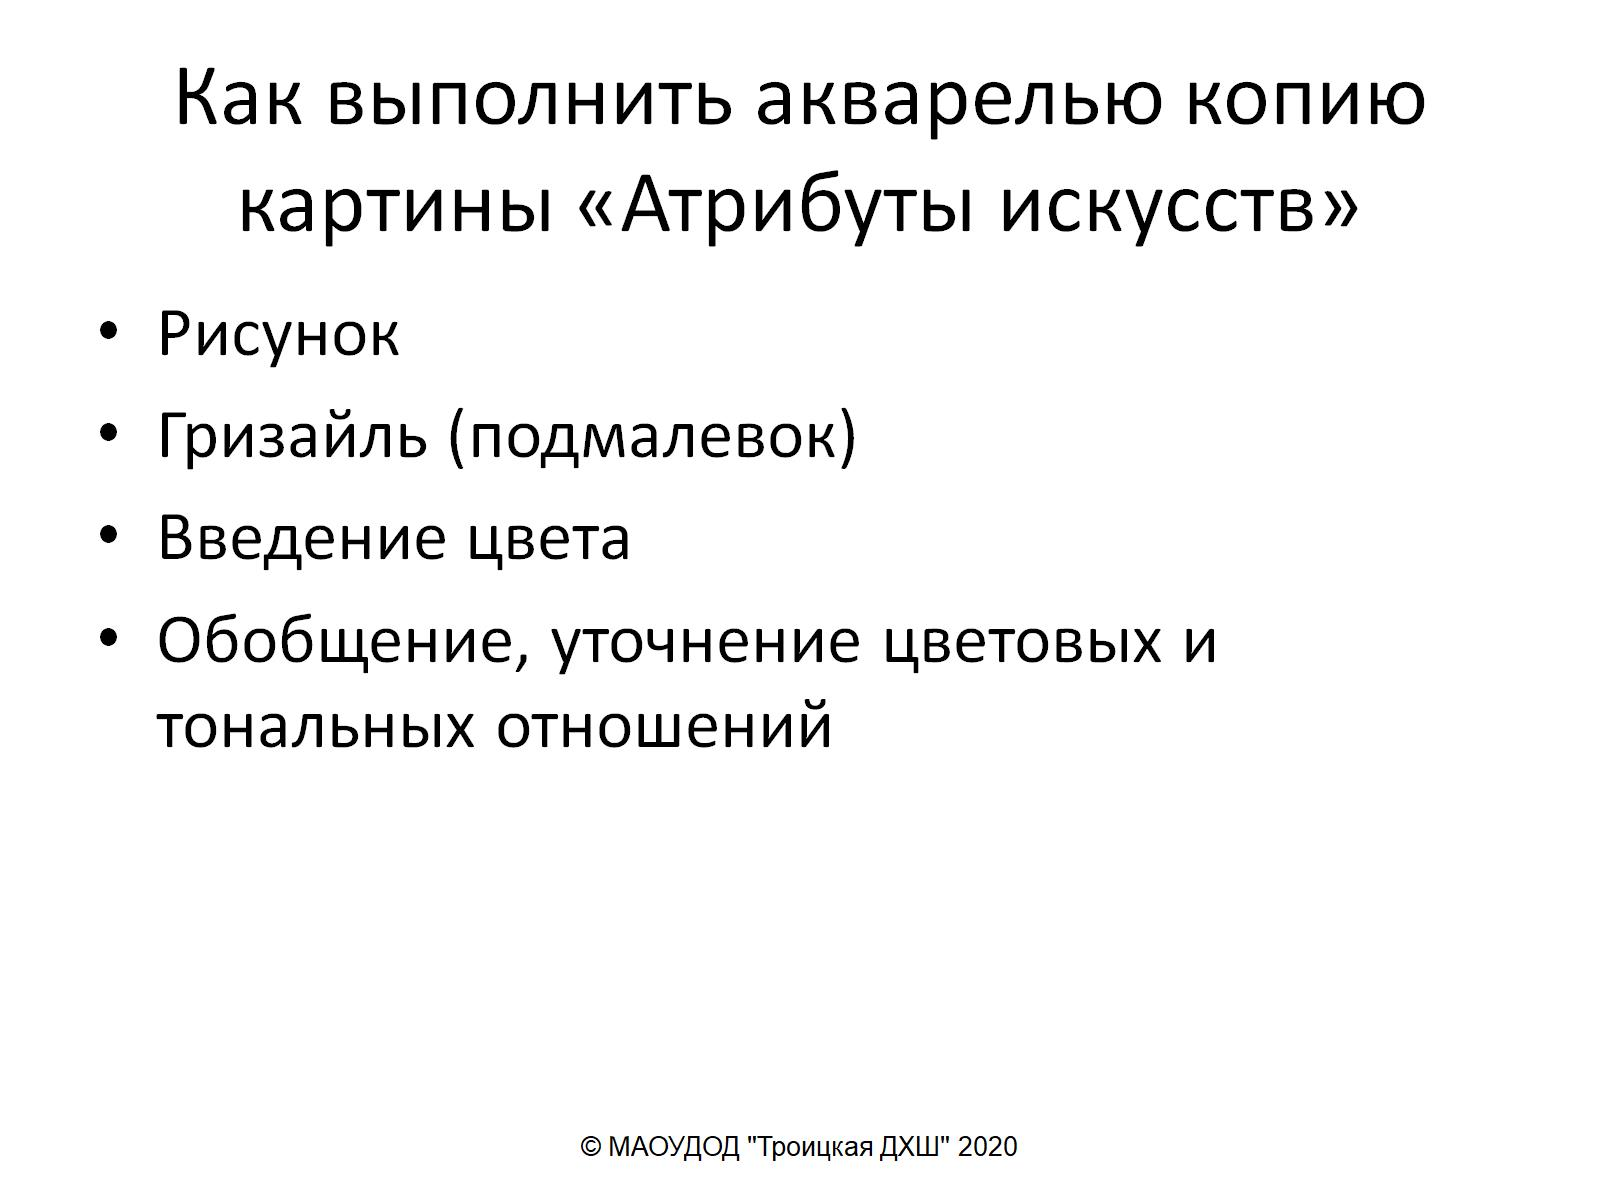 Как выполнить акварелью копию
картины «Атрибуты искусств»
• Рисунок
• Гризайль (подмалевок)
• Введение цвета
• Обобщение, уточнение цветовых и
тональных отношений
© МАОУДОД "Троицкая ДХШ" 2020